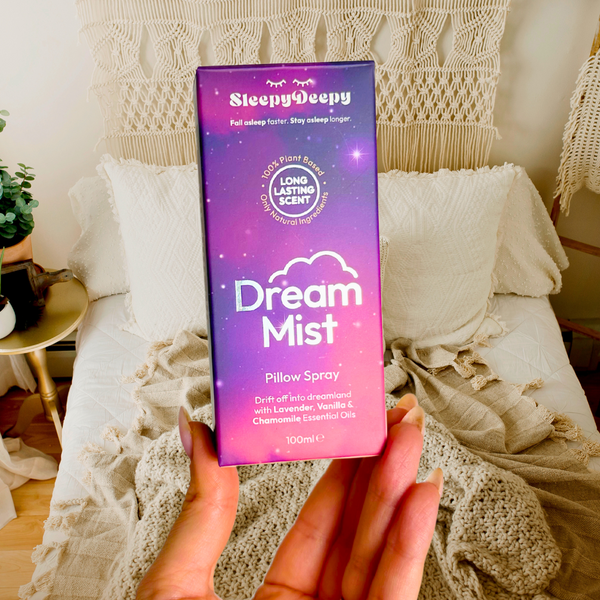 SleepyDeepy
Fall asleep faster. Stay asleep longer.
100% Plant Based
LONG
LASTING
SCENT
Only Natural Ingredients
Dream
Mist
Pillow Spray
Drift off into dreamland
with Lavender, Vanilla &
Chamomile Essential Oils
100ml ℮